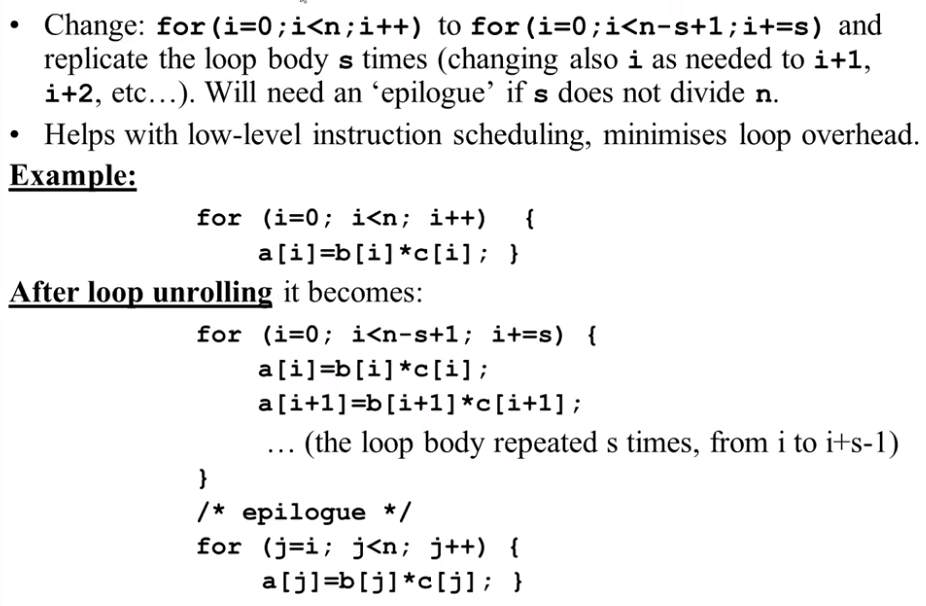 • Change: for(i=0;i<n;i++) to for(i=0;i<n-s+1;i+=s) and
replicate the loop body s times (changing also i as needed to i+1,
i+2, etc…). Will need an ‘epilogue’ if s does not divide n.
• Helps with low-level instruction scheduling, minimises loop overhead.
Example:
for (i=0; i<n; i++) {
a[i]=b[i]*c[i]; }
After loop unrolling it becomes:
for (i=0; i<n-s+1; i+=s) {
a[i]=b[i]*c[i];
a[i+1]=b[i+1]*c[i+1];
… (the loop body repeated s times, from i to i+s-1)
}
/* epilogue */
for (j=i; j<n; j++) {
a[j]=b[j]*c[j]; }